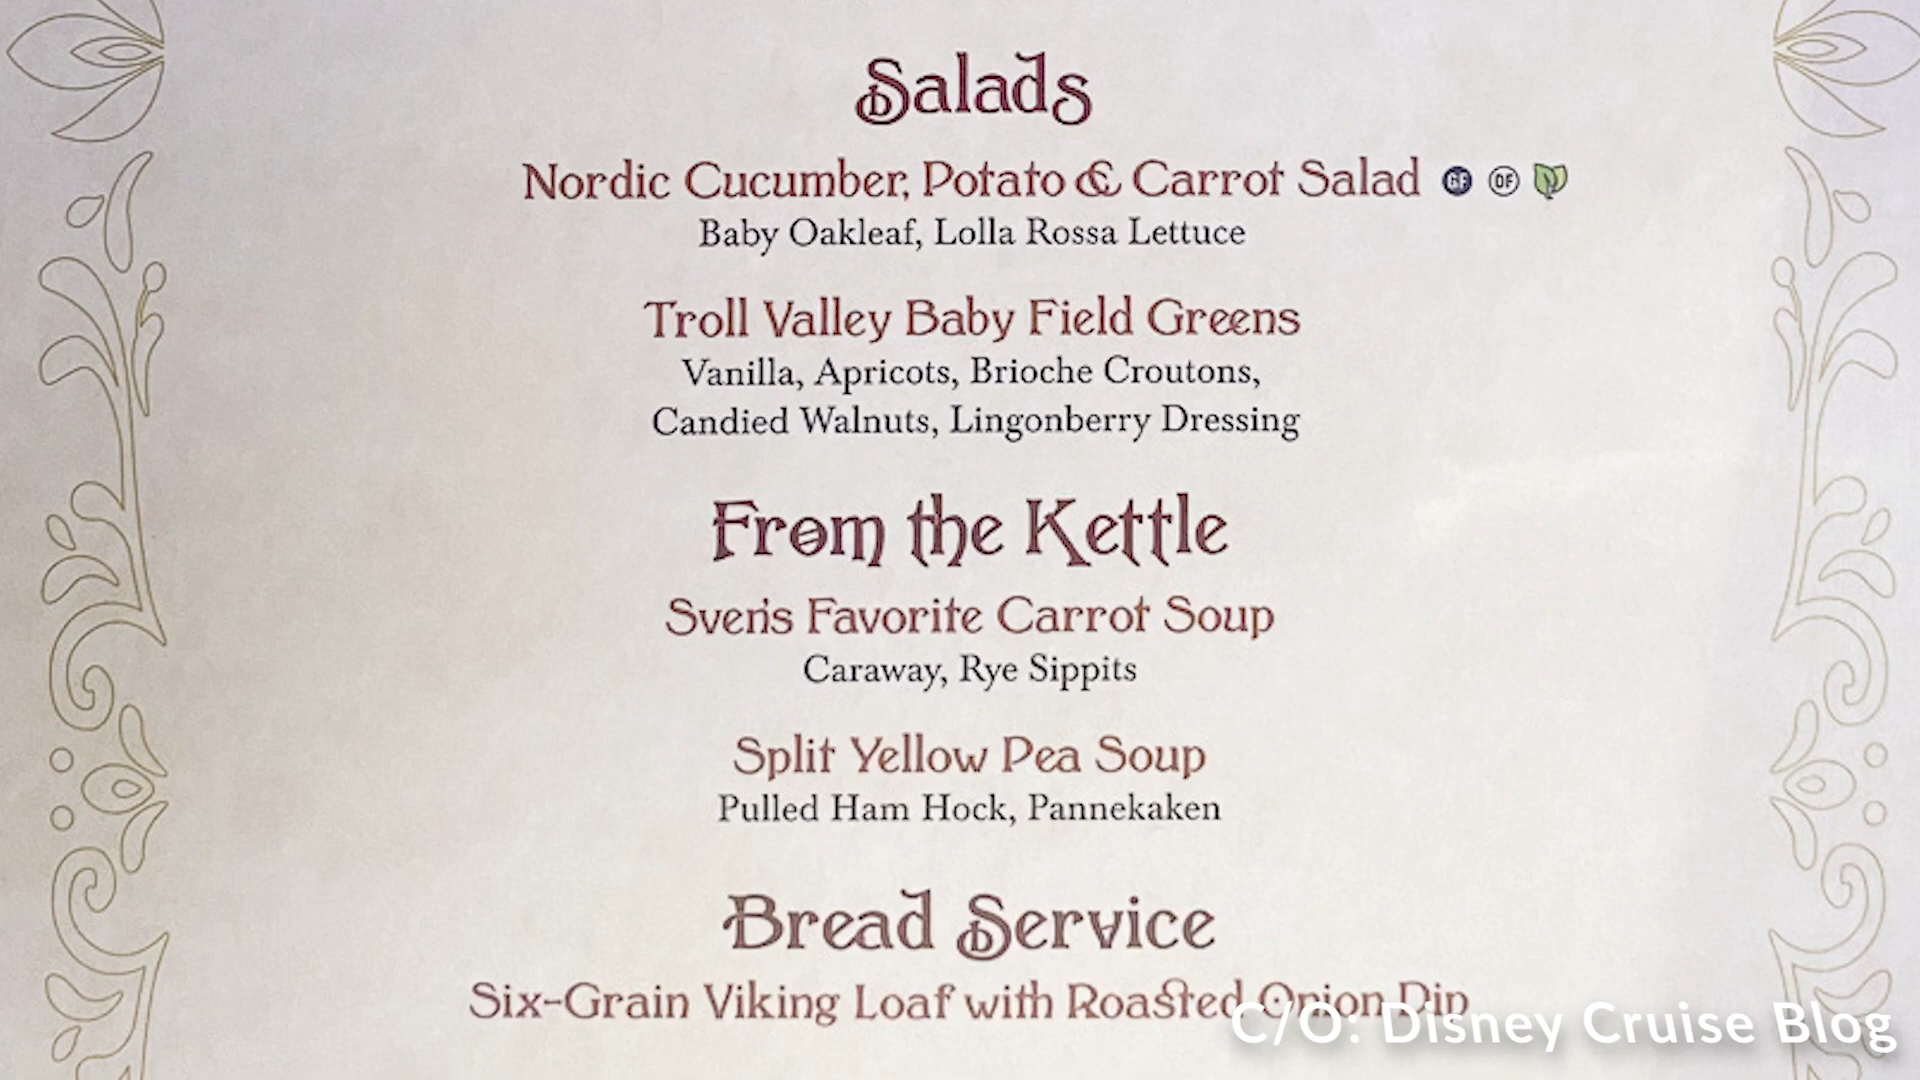 Salads
Nordic Cucumber, Potato & Carrot Salad GF DF
Baby Oakleaf, Lolla Rossa Lettuce
Troll Valley Baby Field Greens
Vanilla, Apricots, Brioche Croutons,
Candied Walnuts, Lingonberry Dressing
From the Kettle
Sven's Favorite Carrot Soup
Caraway, Rye Sippits
Split Yellow Pea Soup
Pulled Ham Hock, Pannekaken
Bread Service
Six-Grain Viking Loaf with Roasted Onion Dip
C/O: Disney Cruise Blog